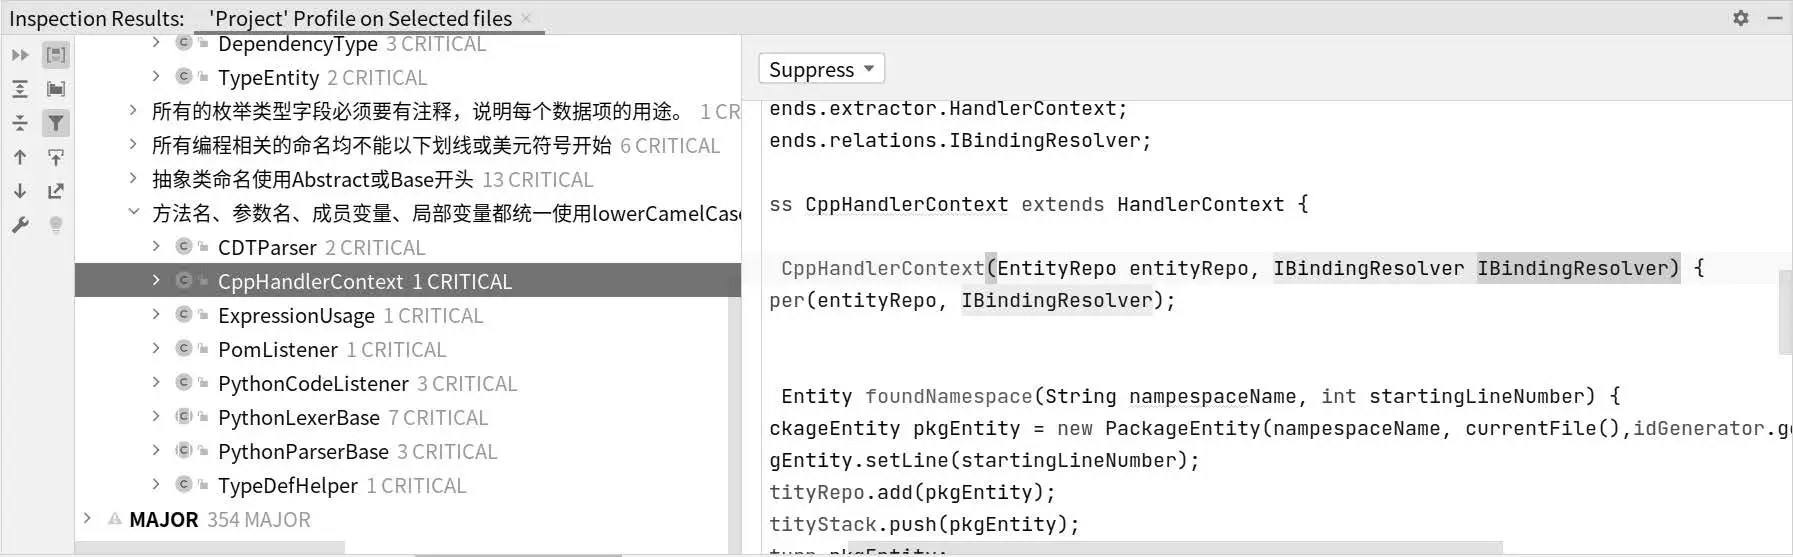 Inspection Results: 'Project' Profile on Selected files
DependencyType 3 CRITICAL
TypeEntity 2 CRITICAL
所有的枚举类型字段必须要有注释，说明每个数据项的用途。 1 CR
所有编程相关的命名均不能以下划线或美元符号开始 6 CRITICAL
抽象类命名使用Abstract或Base开头 13 CRITICAL
方法名、参数名、成员变量、局部变量都统一使用lowerCamelCase
CDTParser 2 CRITICAL
CppHandlerContext 1 CRITICAL
ExpressionUsage 1 CRITICAL
PomListener 1 CRITICAL
PythonCodeListener 3 CRITICAL
PythonLexerBase 7 CRITICAL
PythonParserBase 3 CRITICAL
TypeDefHelper 1 CRITICAL
MAJOR 354 MAJOR
Suppress
ends.extractor.HandlerContext;
ends.relations.IBindingResolver;
ss CppHandlerContext extends HandlerContext {
CppHandlerContext(EntityRepo entityRepo, IBindingResolver IBindingResolver) {
per(entityRepo, IBindingResolver);
Entity foundNamespace(String nampespaceName, int startingLineNumber) {
ckageEntity pkgEntity = new PackageEntity(nampespaceName, currentFile(),idGenerator.ge
gEntity.setLine(startingLineNumber);
tityRepo.add(pkgEntity);
tityStack.push(pkgEntity);
turn pkgEntity;